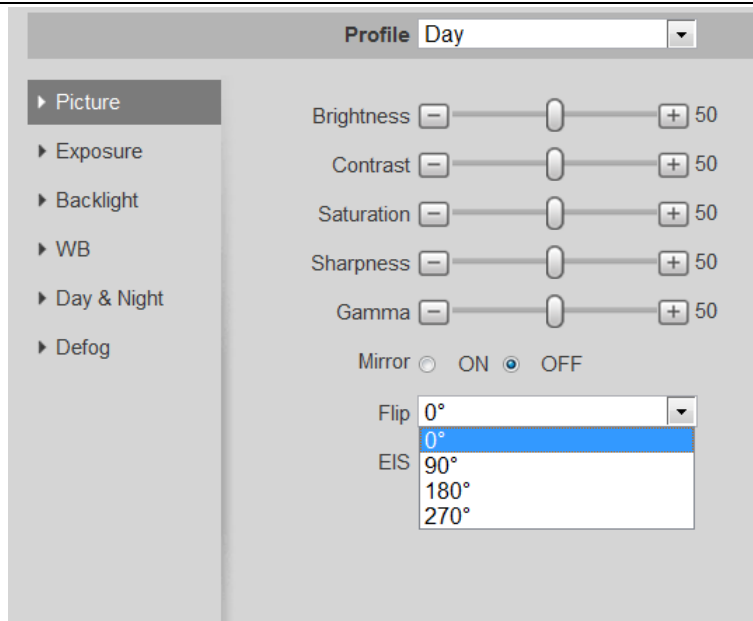 Profile Day
Picture
Exposure
Backlight
WB
Day & Night
Defog
Brightness 50
Contrast 50
Saturation 50
Sharpness 50
Gamma 50
Mirror ON OFF
Flip 0°
0°
EIS 90°
180°
270°